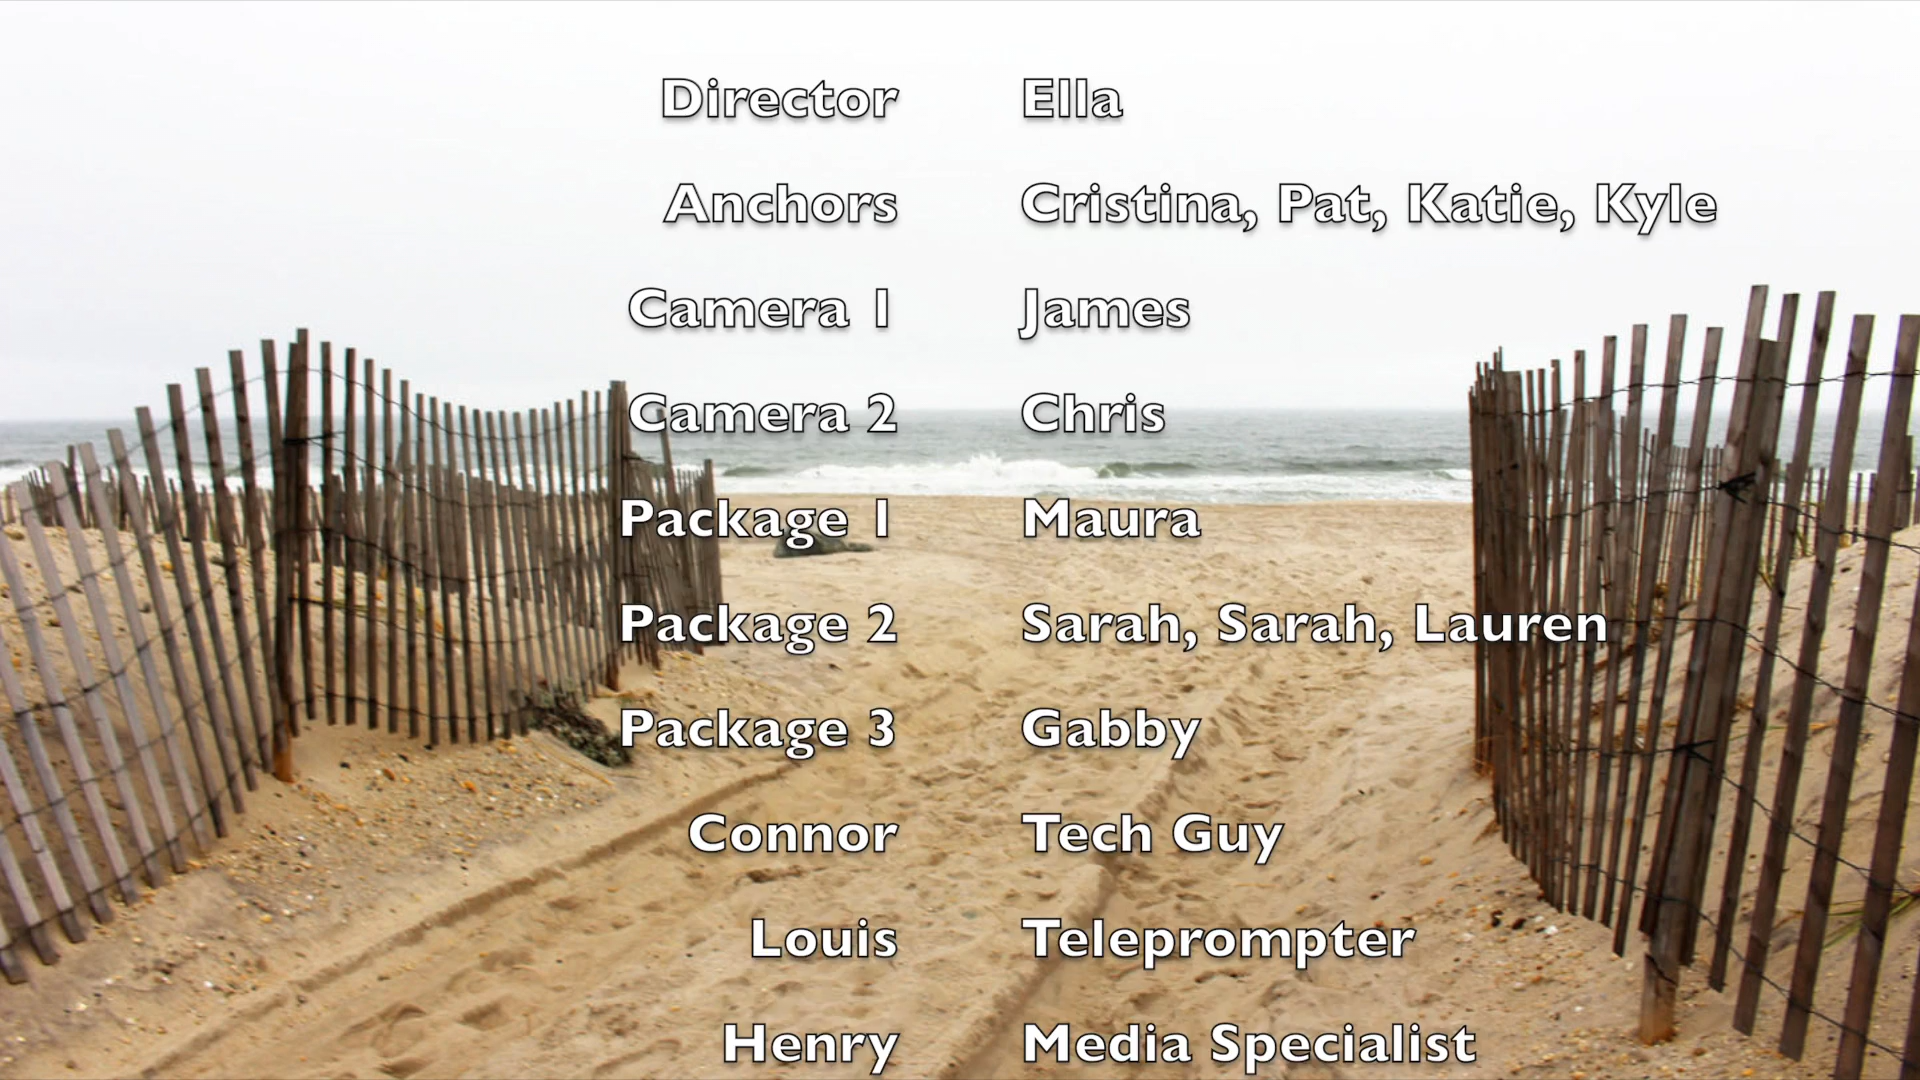 Director Ella
Anchors Cristina, Pat, Katie, Kyle
Camera 1 James
Camera 2 Chris
Package 1 Maura
Package 2 Sarah, Sarah, Lauren
Package 3 Gabby
Connor Tech Guy
Louis Teleprompter
Henry Media Specialist